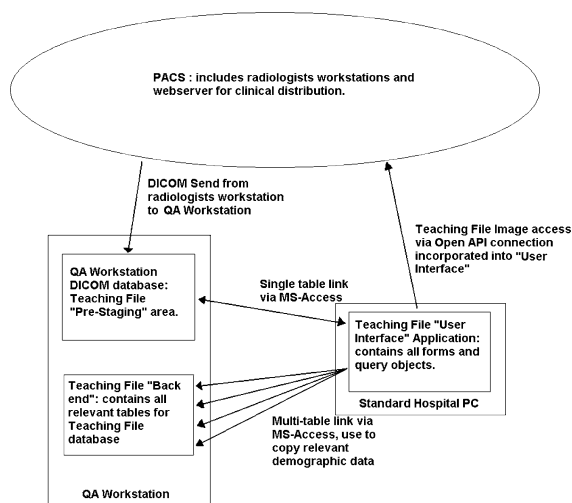 PACS : includes radiologists workstations and
webserver for clinical distribution.
DICOM Send from
radiologists workstation
to QA Workstation
Teaching File Image access
via Open API connection
incorporated into "User
Interface"
QA Workstation
DICOM database:
Teaching File
"Pre-Staging" area.
Single table link
via MS-Access
Teaching File "User
Interface" Application:
contains all forms and
query objects.
Standard Hospital PC
Teaching File "Back
end": contains all
relevant tables for
Teaching File
database
Multi-table link via
MS-Access, use to
copy relevant
demographic data
QA Workstation